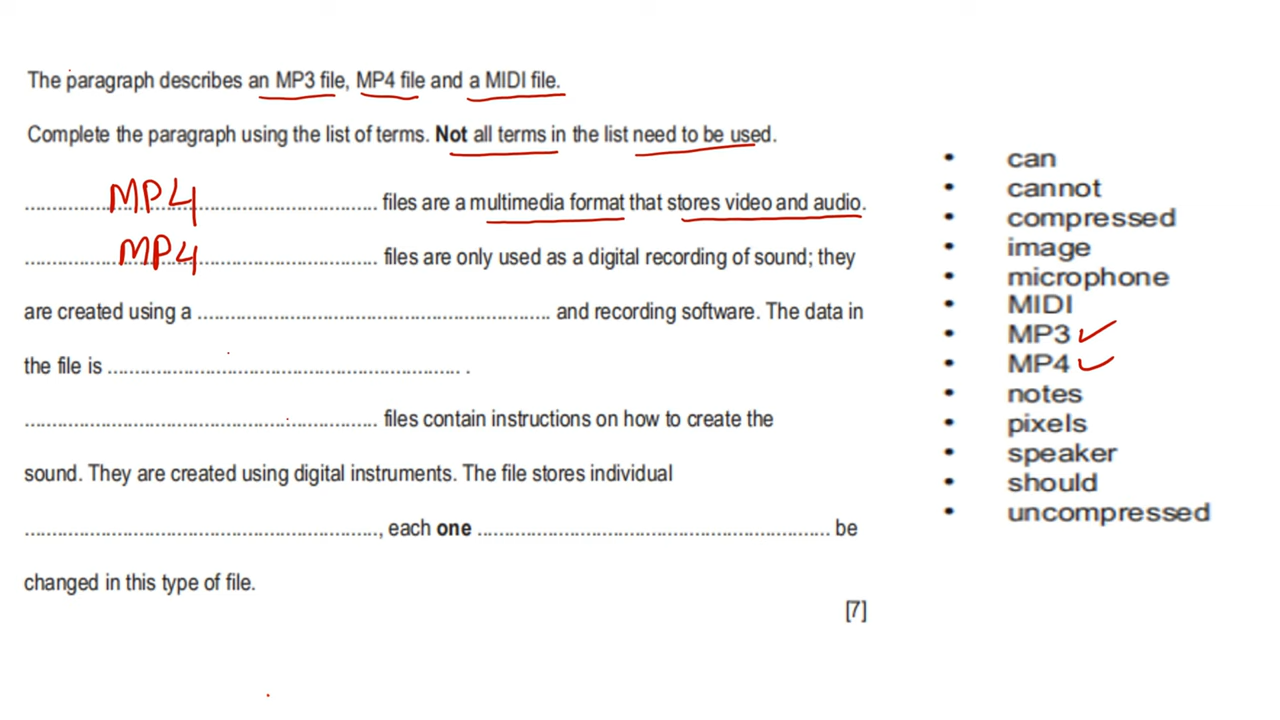 The paragraph describes an MP3 file, MP4 file and a MIDI file.
Complete the paragraph using the list of terms. Not all terms in the list need to be used.
MP4 files are a multimedia format that stores video and audio.
MP4 files are only used as a digital recording of sound; they
are created using a .................................................. and recording software. The data in
the file is .................................................. .
.................................................. files contain instructions on how to create the
sound. They are created using digital instruments. The file stores individual
.................................................., each one .................................................. be
changed in this type of file.
[7]
• can
• cannot
• compressed
• image
• microphone
• MIDI
• MP3 ✓
• MP4 ✓
• notes
• pixels
• speaker
• should
• uncompressed